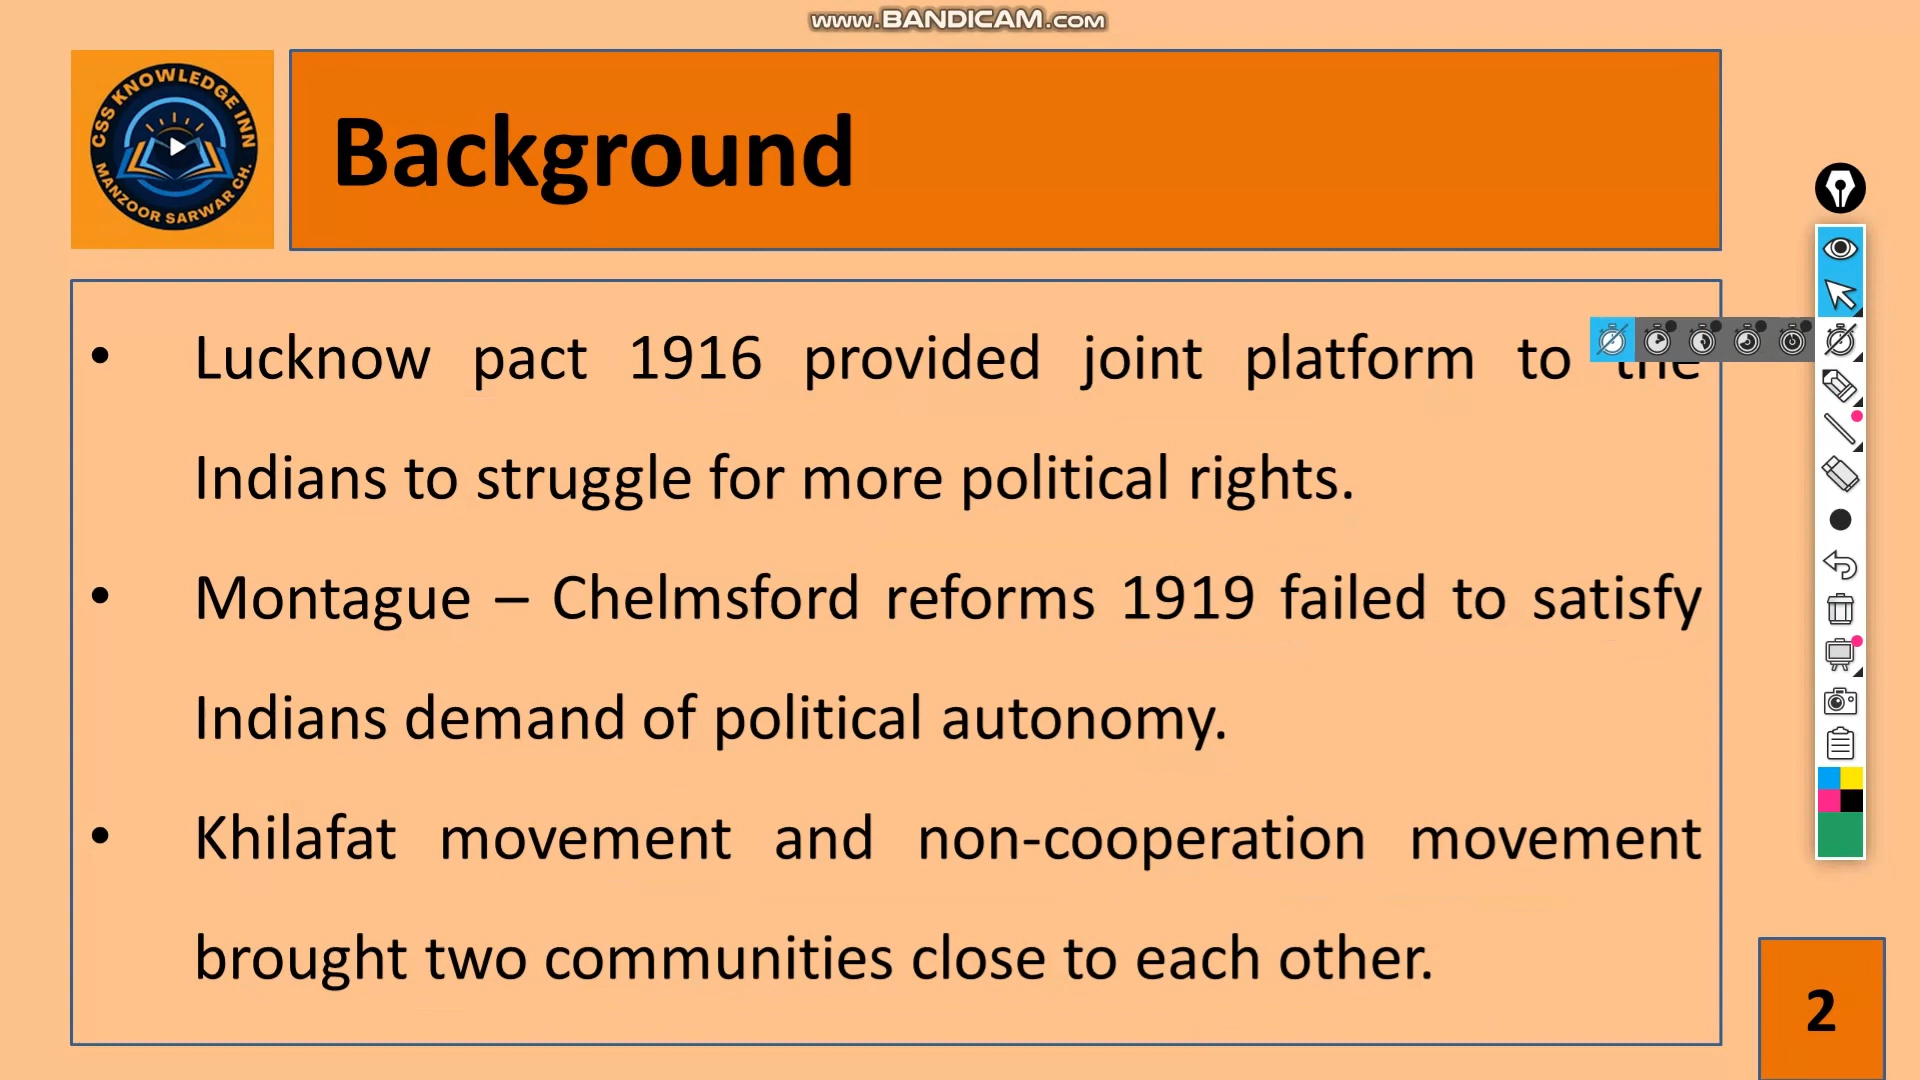 www.BANDICAM.com
CSS KNOWLEDGE INN
MANZOOR SARWAR CH.
Background
• Lucknow pact 1916 provided joint platform to the
Indians to struggle for more political rights.
• Montague – Chelmsford reforms 1919 failed to satisfy
Indians demand of political autonomy.
• Khilafat movement and non-cooperation movement
brought two communities close to each other.
2